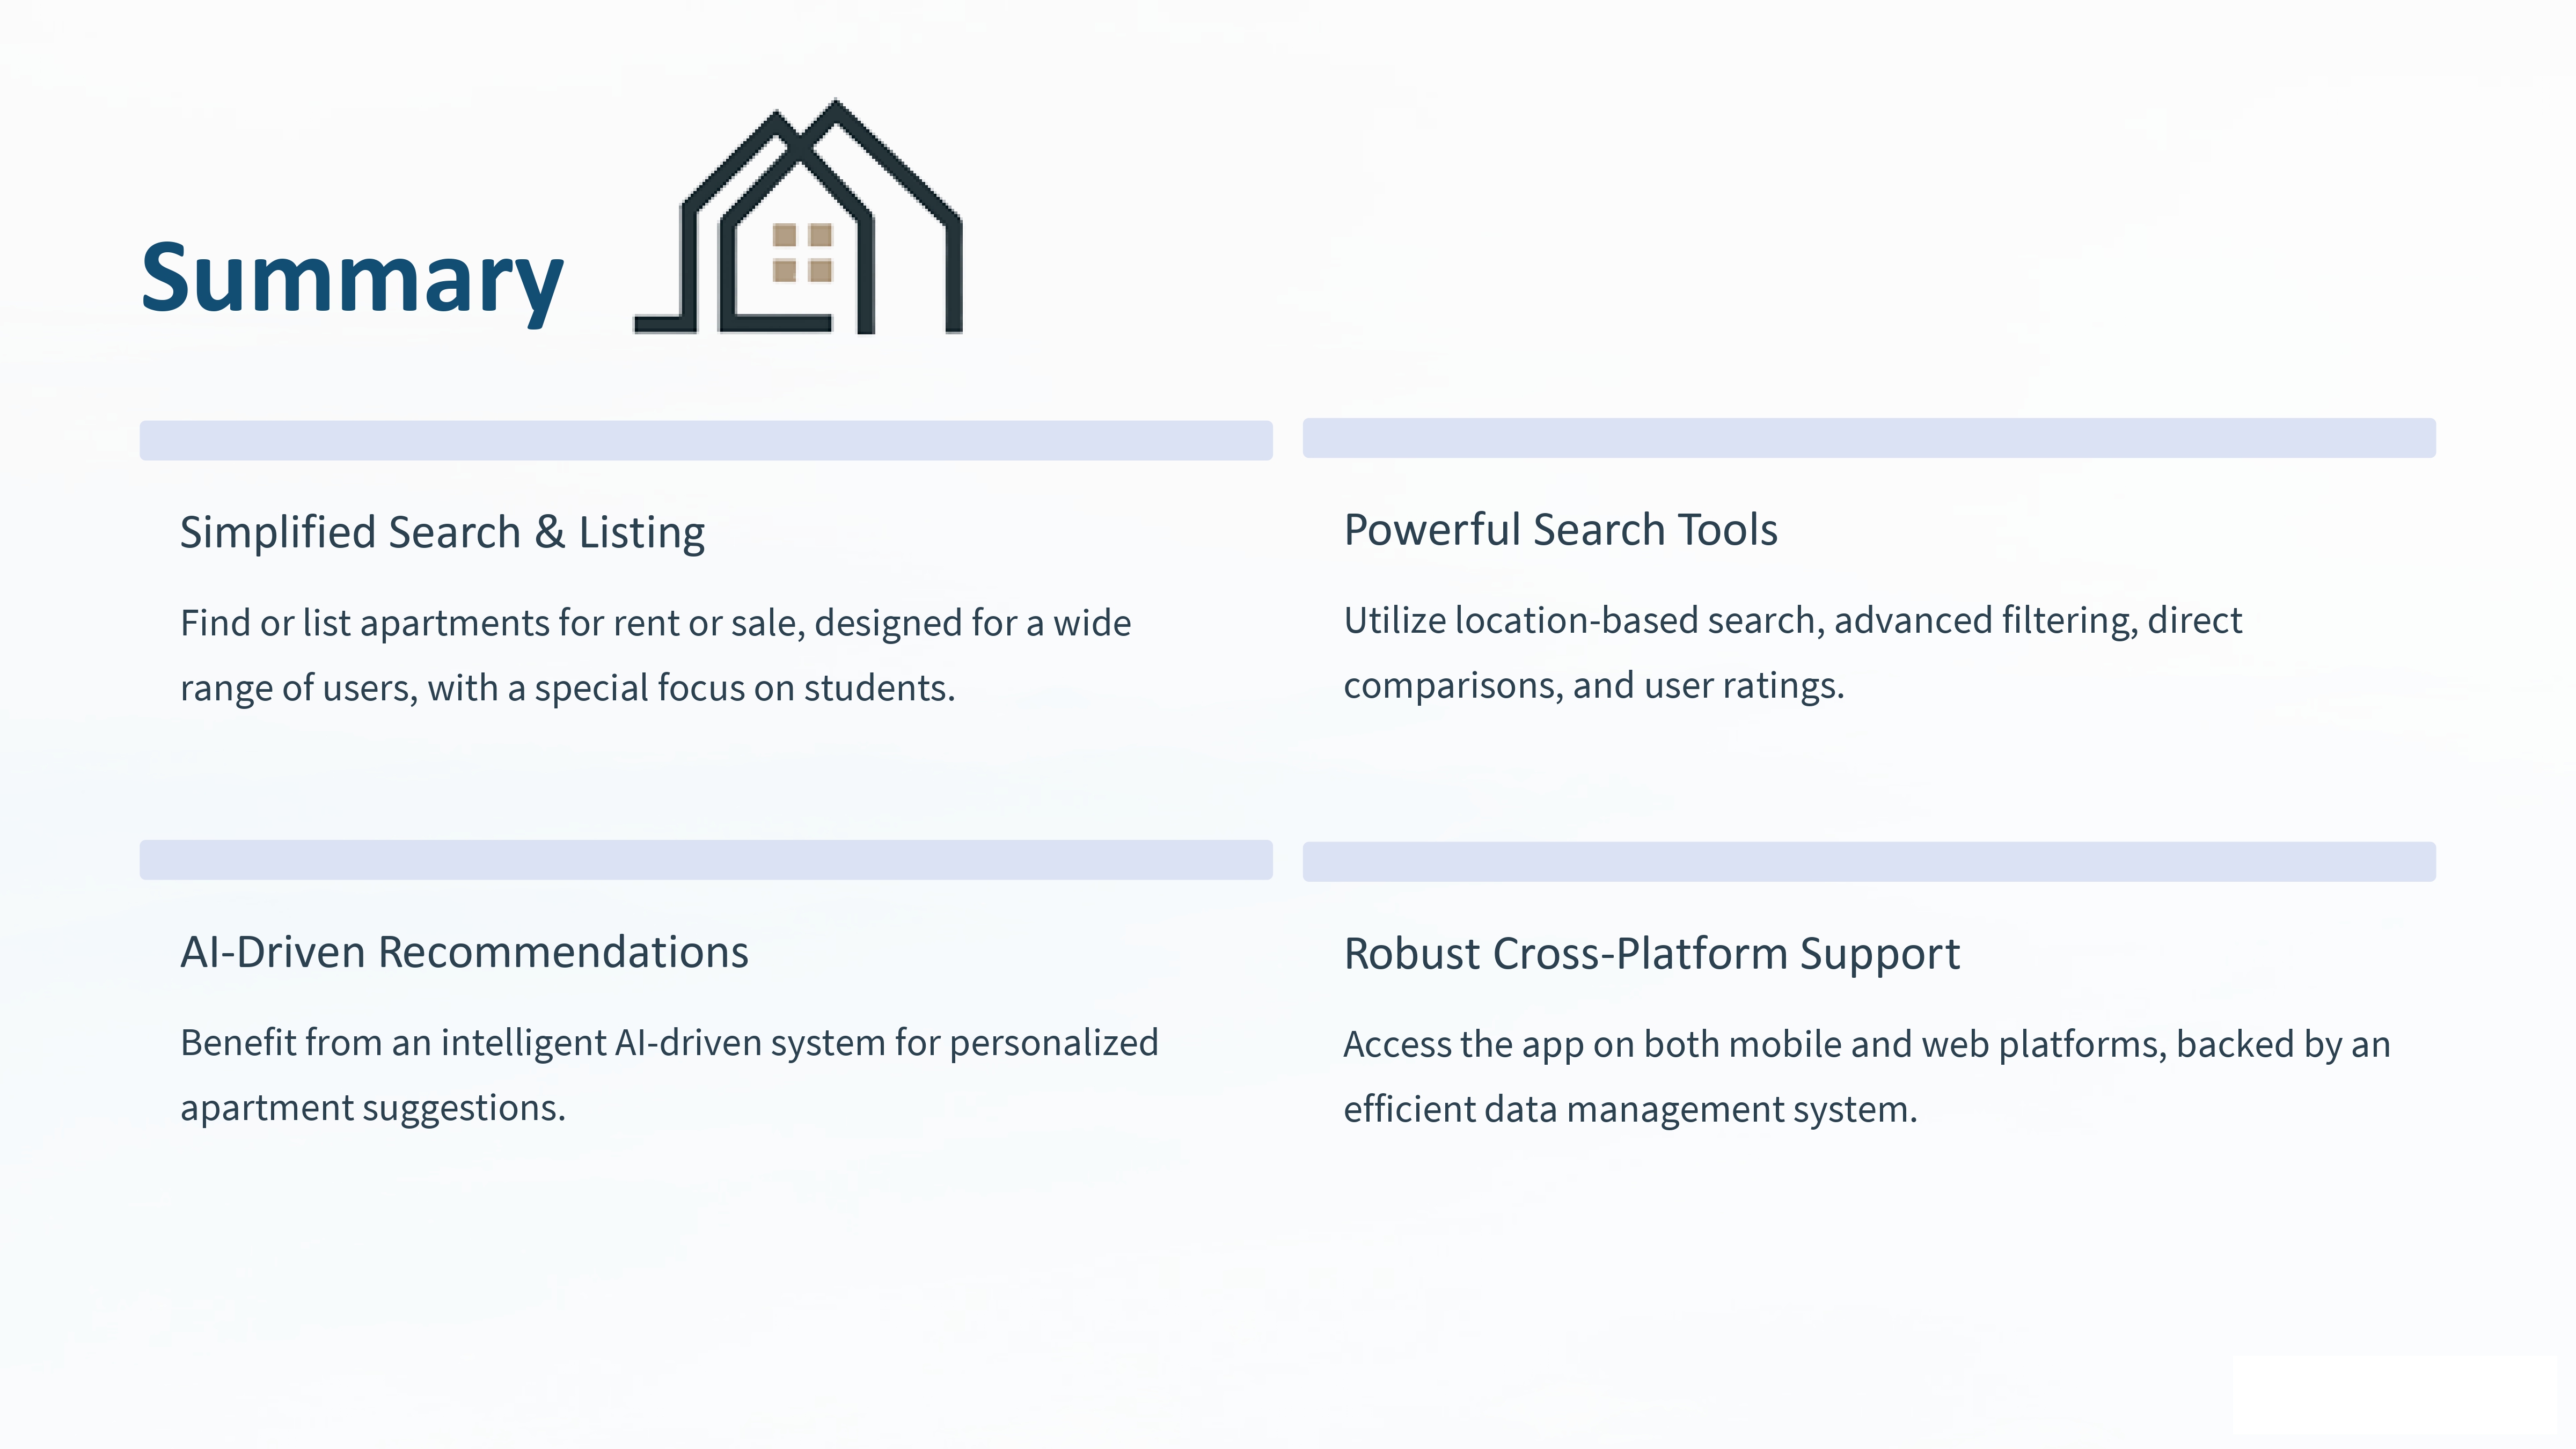 Summary
Simplified Search & Listing
Find or list apartments for rent or sale, designed for a wide
range of users, with a special focus on students.
Powerful Search Tools
Utilize location-based search, advanced filtering, direct
comparisons, and user ratings.
AI-Driven Recommendations
Benefit from an intelligent AI-driven system for personalized
apartment suggestions.
Robust Cross-Platform Support
Access the app on both mobile and web platforms, backed by an
efficient data management system.